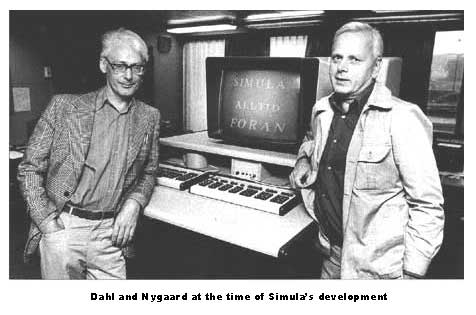 SIMULA
ALLTID
FORAN
Dahl and Nygaard at the time of Simula's development